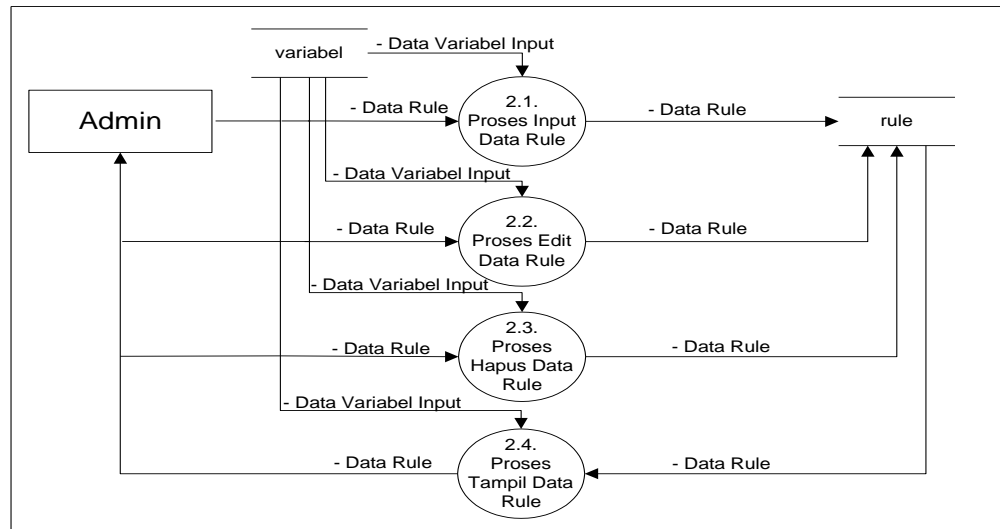 - Data Variabel Input
variabel
Admin
- Data Rule
2.1.
Proses Input
Data Rule
- Data Rule
rule
- Data Variabel Input
- Data Rule
2.2.
Proses Edit
Data Rule
- Data Rule
- Data Variabel Input
- Data Rule
2.3.
Proses
Hapus Data
Rule
- Data Rule
- Data Variabel Input
- Data Rule
2.4.
Proses
Tampil Data
Rule
- Data Rule